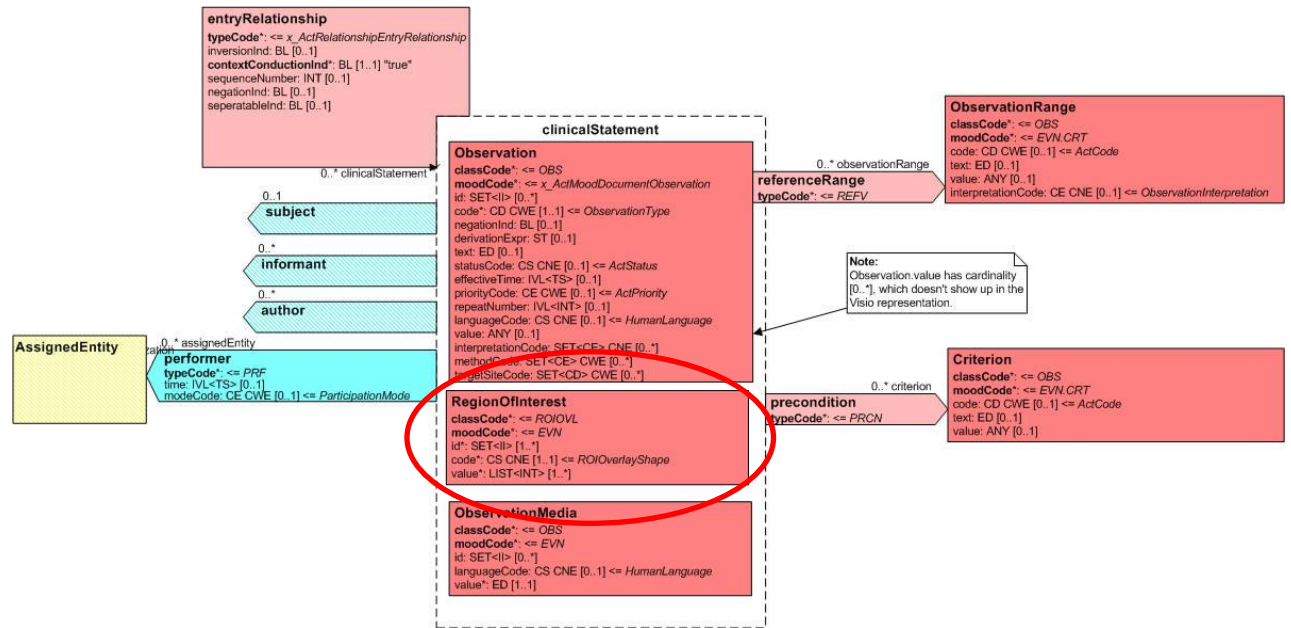 entryRelationship
typeCode*: <= x_ActRelationshipEntryRelationship
inversionInd: BL [0..1]
contextConductionInd*: BL [1..1] "true"
sequenceNumber: INT [0..1]
negationInd: BL [0..1]
seperatableInd: BL [0..1]
0..* clinicalStatement
0..1
subject
0..*
informant
0..*
author
AssignedEntity
0..* assignedEntity
performer
typeCode*: <= PRF
time: IVL<TS> [0..1]
modeCode: CE CWE [0..1] <= ParticipationMode
clinicalStatement
Observation
classCode*: <= OBS
moodCode*: <= x_ActMoodDocumentObservation
id: SET<II> [0..*]
code*: CD CWE [1..1] <= ObservationType
negationInd: BL [0..1]
derivationExpr: ST [0..1]
text: ED [0..1]
statusCode: CS CNE [0..1] <= ActStatus
effectiveTime: IVL<TS> [0..1]
priorityCode: CE CWE [0..1] <= ActPriority
repeatNumber: IVL<INT> [0..1]
languageCode: CS CNE [0..1] <= HumanLanguage
value: ANY [0..1]
interpretationCode: SET<CE> CNE [0..*]
methodCode: SET<CE> CWE [0..*]
targetSiteCode: SET<CD> CWE [0..*]
RegionOfInterest
classCode*: <= ROIOVL
moodCode*: <= EVN
id*: SET<II> [1..*]
code*: CS CNE [1..1] <= ROIOverlayShape
value*: LIST<INT> [1..*]
ObservationMedia
classCode*: <= OBS
moodCode*: <= EVN
id: SET<II> [0..*]
languageCode: CS CNE [0..1] <= HumanLanguage
value*: ED [1..1]
0..* observationRange
referenceRange
typeCode*: <= REFV
ObservationRange
classCode*: <= OBS
moodCode*: <= EVN.CRT
code: CD CWE [0..1] <= ActCode
text: ED [0..1]
value: ANY [0..1]
interpretationCode: CE CNE [0..1] <= ObservationInterpretation
Note:
Observation.value has cardinality
[0..*], which doesn't show up in the
Visio representation.
0..* criterion
precondition
typeCode*: <= PRCN
Criterion
classCode*: <= OBS
moodCode*: <= EVN.CRT
code: CD CWE [0..1] <= ActCode
text: ED [0..1]
value: ANY [0..1]